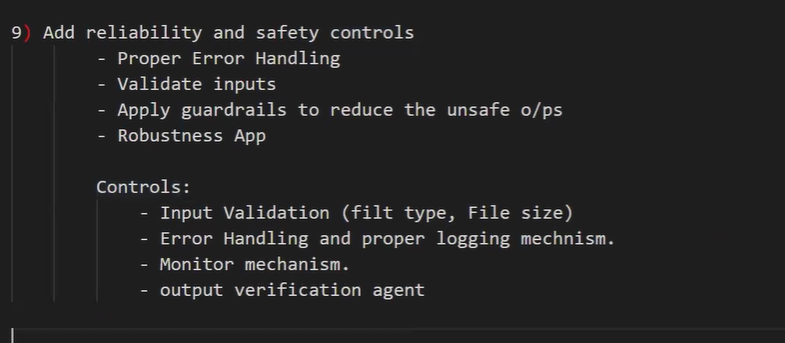 9) Add reliability and safety controls
- Proper Error Handling
- Validate inputs
- Apply guardrails to reduce the unsafe o/ps
- Robustness App
Controls:
- Input Validation (filt type, File size)
- Error Handling and proper logging mechnism.
- Monitor mechanism.
- output verification agent